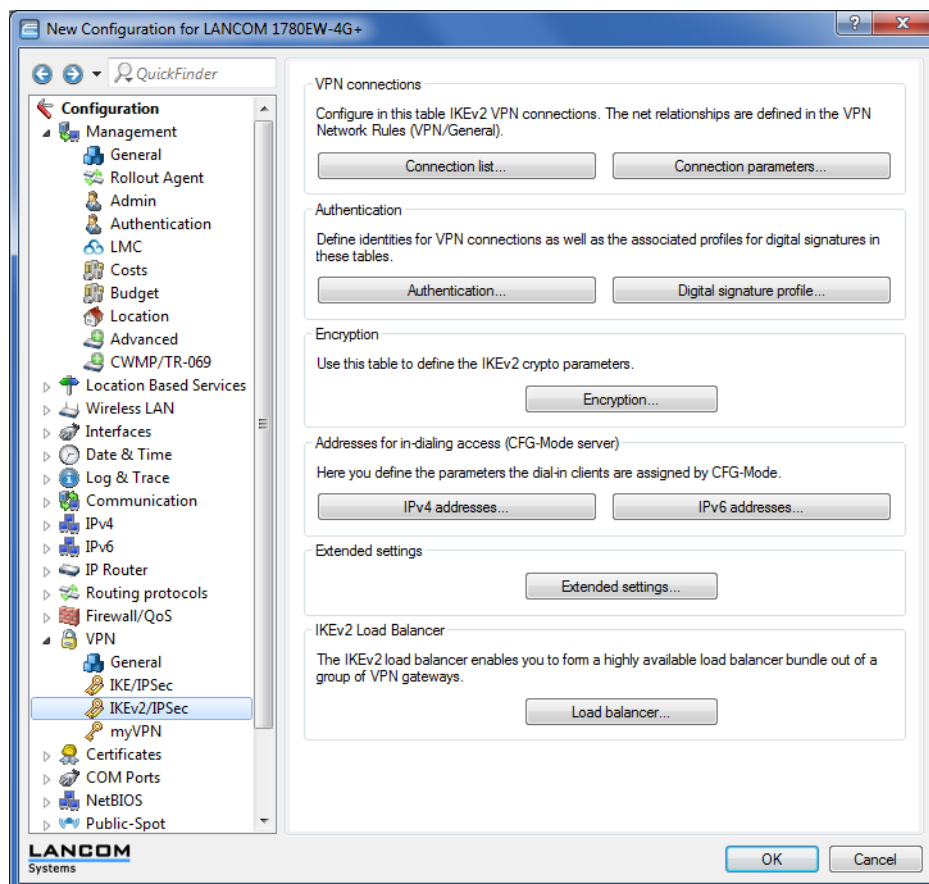 New Configuration for LANCOM 1780EW-4G+
?
QuickFinder
Configuration
Management
General
Rollout Agent
Admin
Authentication
LMC
Costs
Budget
Location
Advanced
CWMP/TR-069
Location Based Services
Wireless LAN
Interfaces
Date & Time
Log & Trace
Communication
IPv4
IPv6
IP Router
Routing protocols
Firewall/QoS
VPN
General
IKE/IPSec
IKEv2/IPSec
myVPN
Certificates
COM Ports
NetBIOS
Public-Spot
VPN connections
Configure in this table IKEv2 VPN connections. The net relationships are defined in the VPN
Network Rules (VPN/General).
Connection list...
Connection parameters...
Authentication
Define identities for VPN connections as well as the associated profiles for digital signatures in
these tables.
Authentication...
Digital signature profile...
Encryption
Use this table to define the IKEv2 crypto parameters.
Encryption...
Addresses for in-dialing access (CFG-Mode server)
Here you define the parameters the dial-in clients are assigned by CFG-Mode.
IPv4 addresses...
IPv6 addresses...
Extended settings
Extended settings...
IKEv2 Load Balancer
The IKEv2 load balancer enables you to form a highly available load balancer bundle out of a
group of VPN gateways.
Load balancer...
LANCOM
Systems
OK
Cancel